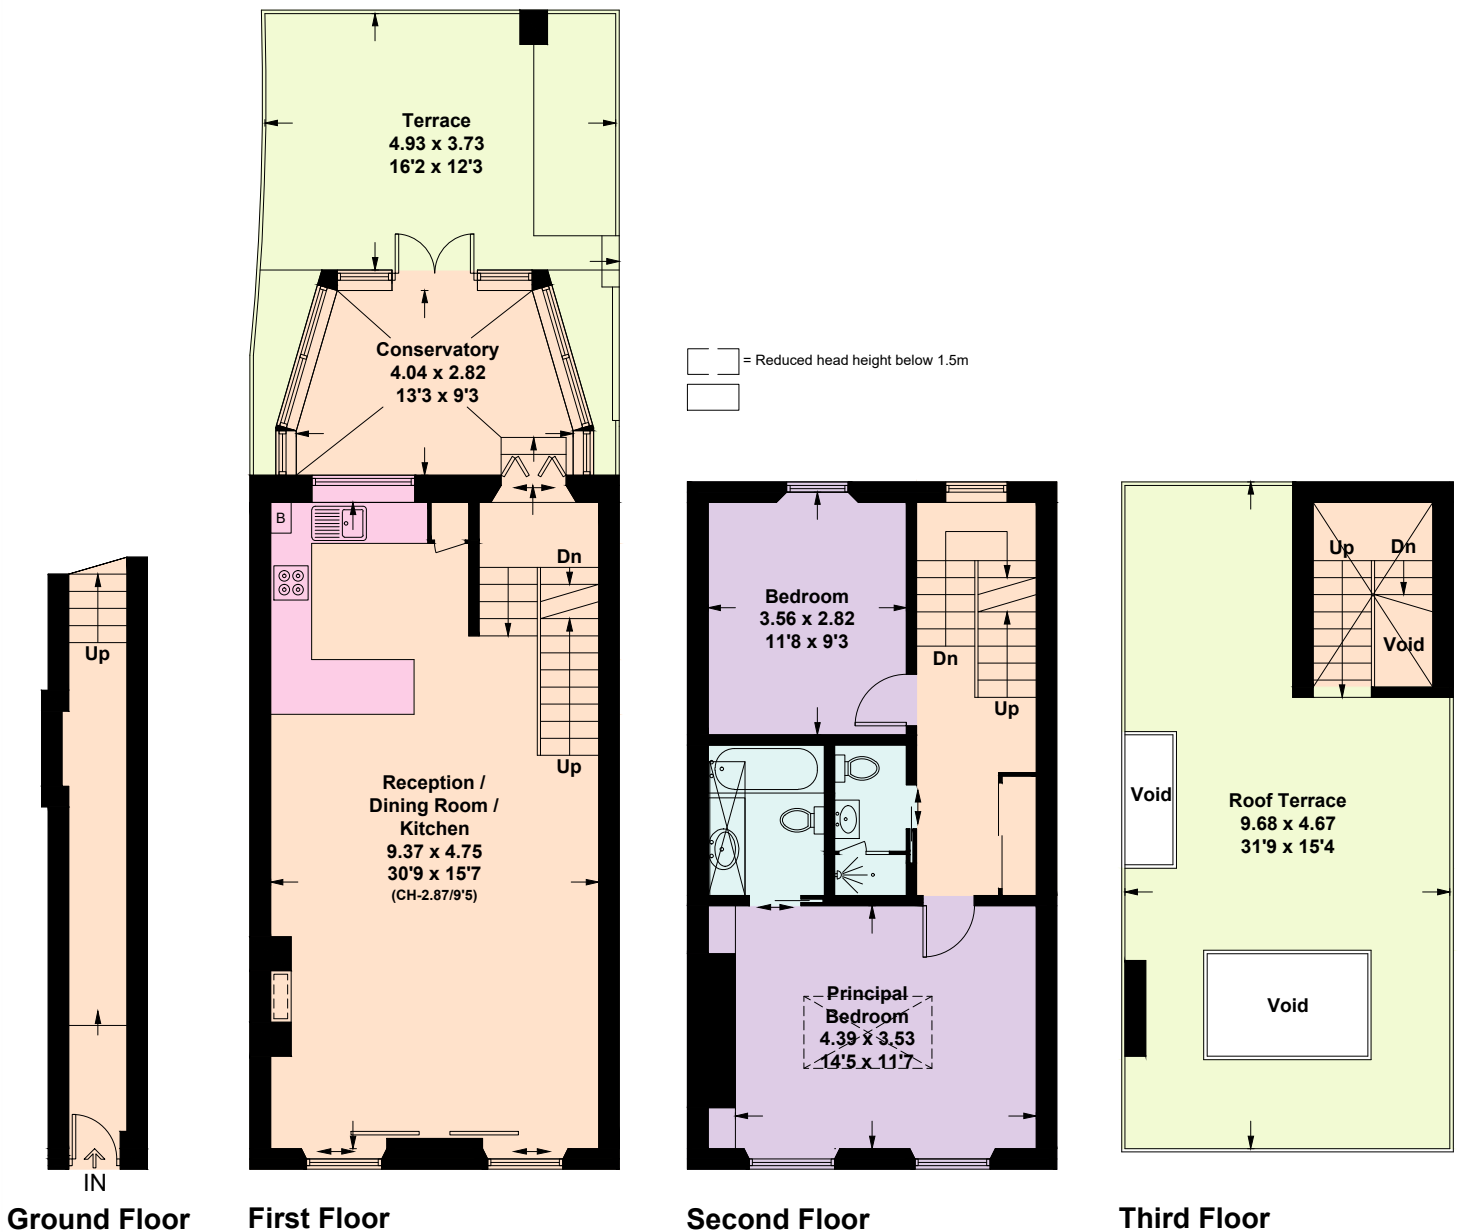 Terrace
4.93 x 3.73
16'2 x 12'3
Conservatory
4.04 x 2.82
13'3 x 9'3
= Reduced head height below 1.5m
B
Dn
Up
Reception /
Dining Room /
Kitchen
9.37 x 4.75
30'9 x 15'7
(CH-2.87/9'5)
Up
IN
Bedroom
3.56 x 2.82
11'8 x 9'3
Dn
Up
Principal
Bedroom
4.39 x 3.53
14'5 x 11'7
Up
Dn
Void
Void
Roof Terrace
9.68 x 4.67
31'9 x 15'4
Void
Ground Floor
First Floor
Second Floor
Third Floor